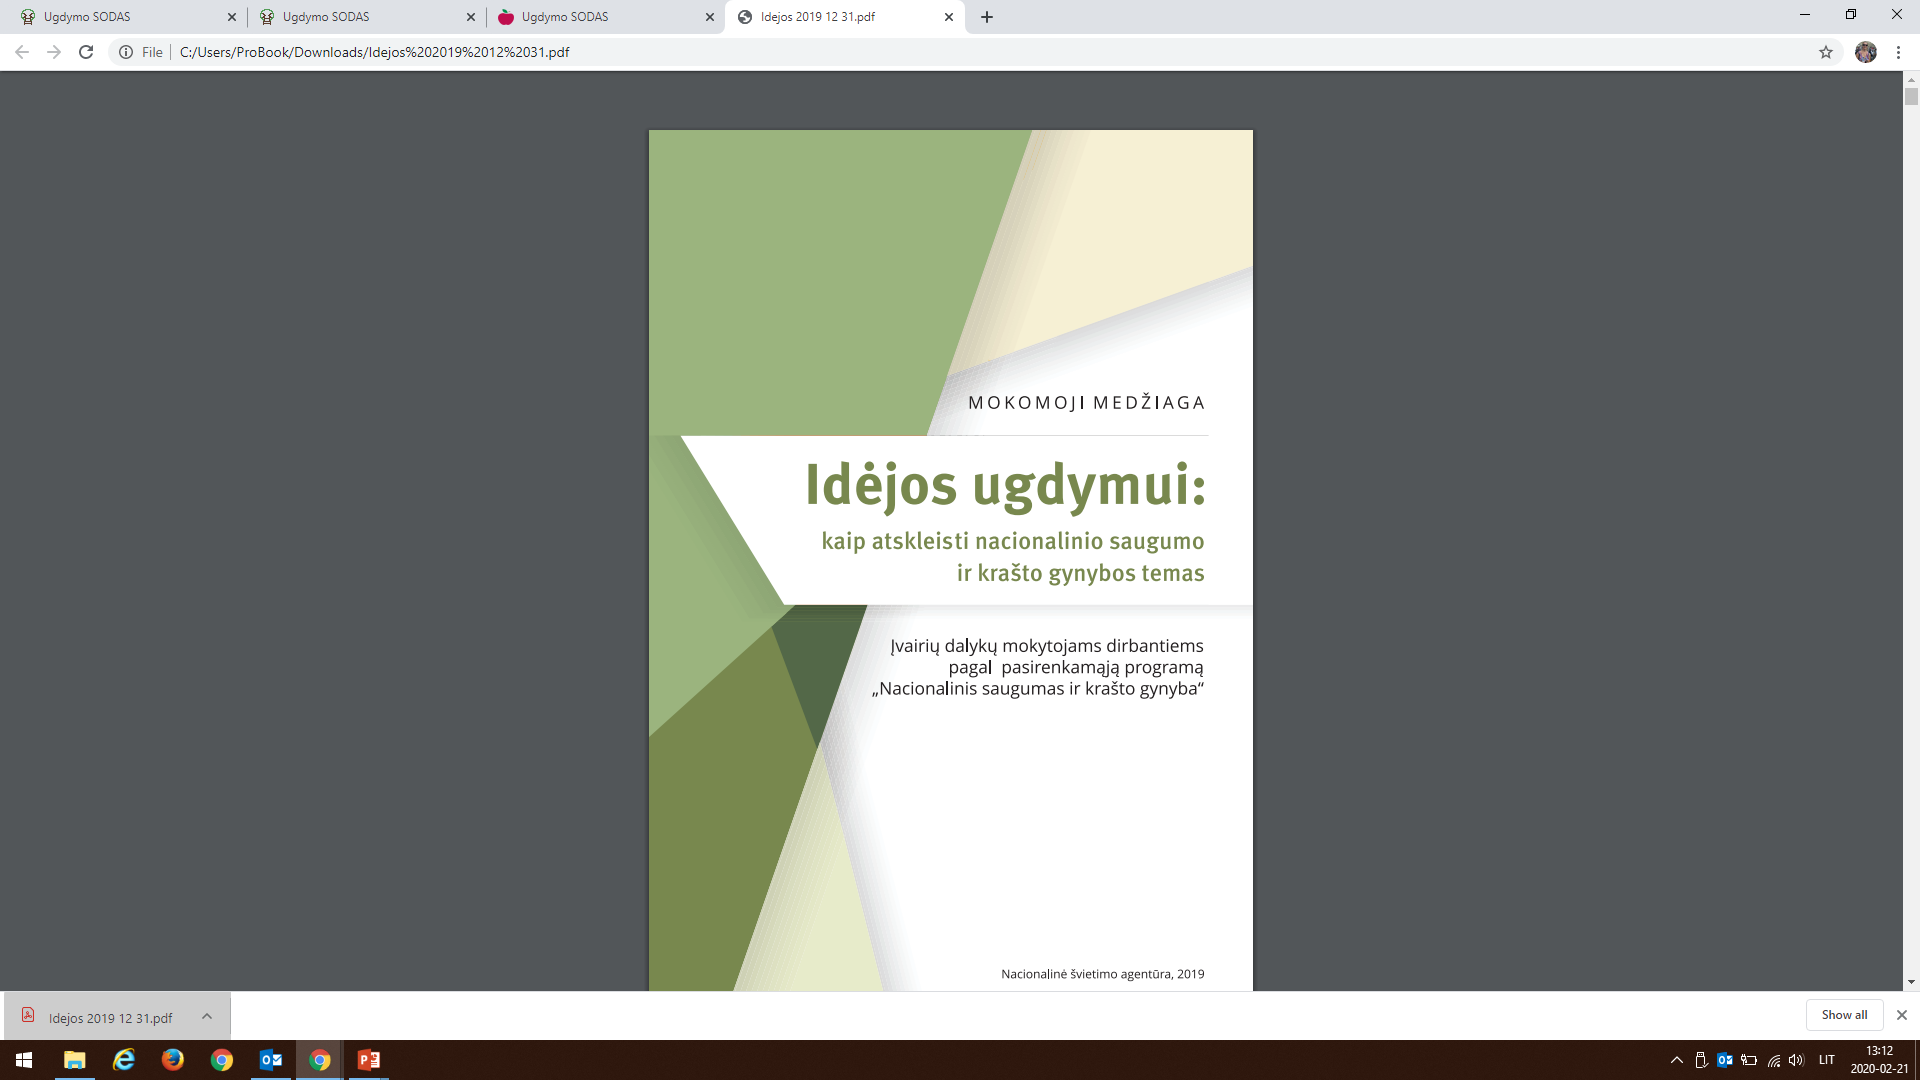 Ugdymo SODAS
Ugdymo SODAS
Ugdymo SODAS
Idejos 2019 12 31.pdf
File
C:/Users/ProBook/Downloads/Idejos%202019%2012%2031.pdf
MOKOMOJI MEDŽIAGA
Idėjos ugdymui:
kaip atskleisti nacionalinio saugumo
ir krašto gynybos temas
Įvairių dalykų mokytojams dirbantiems
pagal pasirenkamąją programą
„Nacionalinis saugumas ir krašto gynyba“
Nacionalinė švietimo agentūra, 2019
Idejos 2019 12 31.pdf
Show all
LIT
13:12
2020-02-21